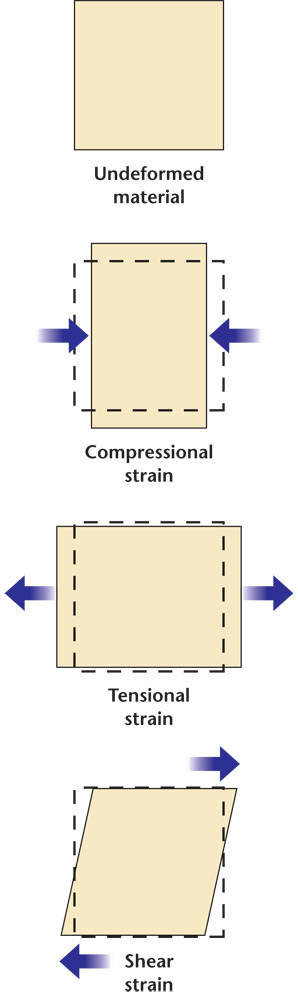 Undeformed
material
Compressional
strain
Tensional
strain
Shear
strain